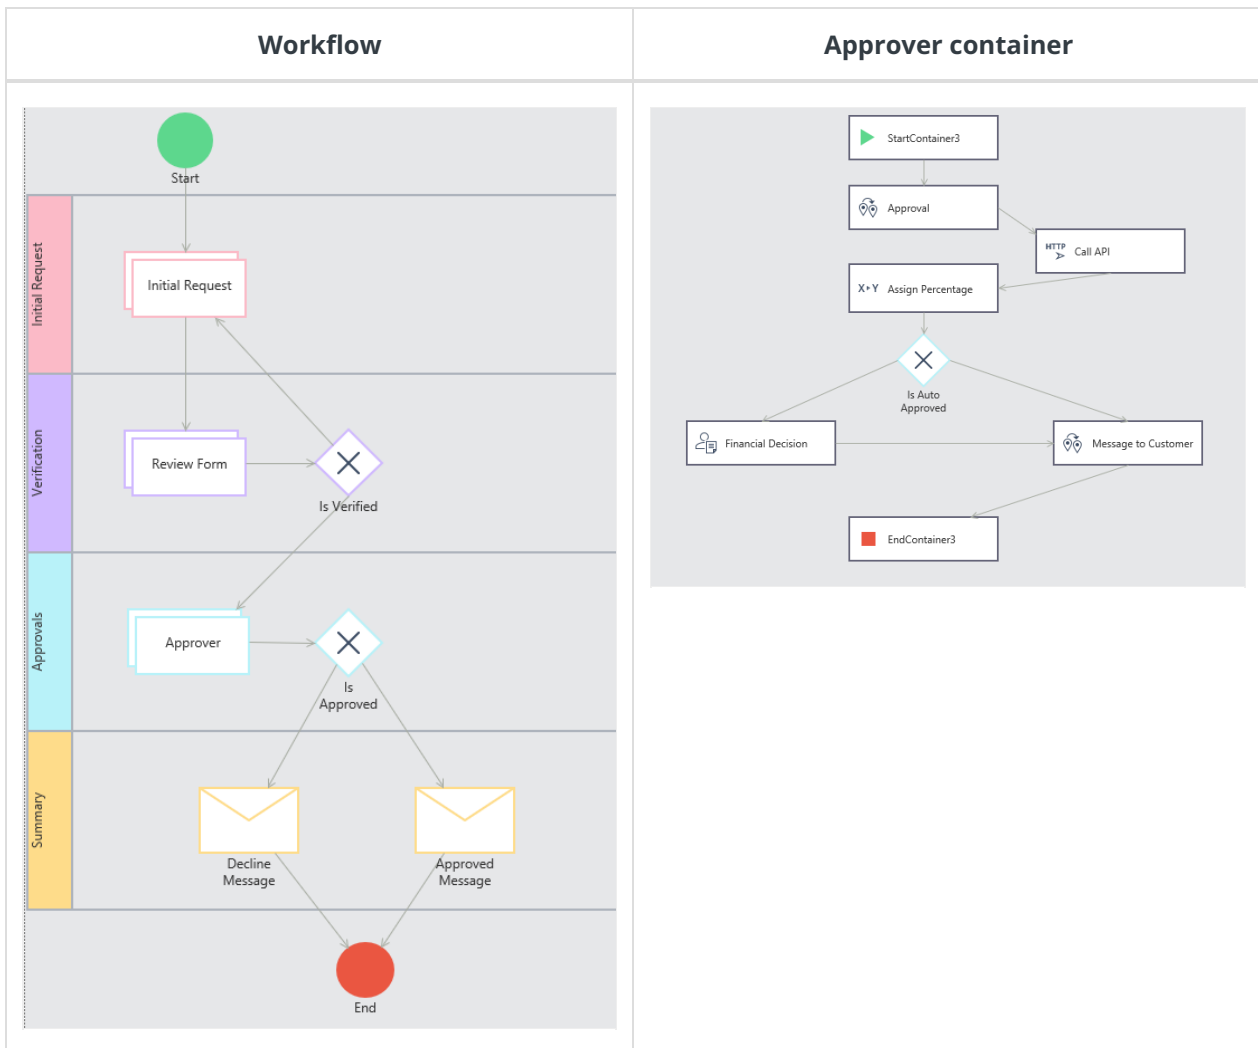 Workflow
Approver container
Start
Initial Request
Initial Request
Verification
Review Form
Is Verified
Approvals
Approver
Is
Approved
Summary
Decline
Message
Approved
Message
End
StartContainer3
Approval
HTTP
Call API
X Y
Assign Percentage
Is Auto
Approved
Financial Decision
Message to Customer
EndContainer3